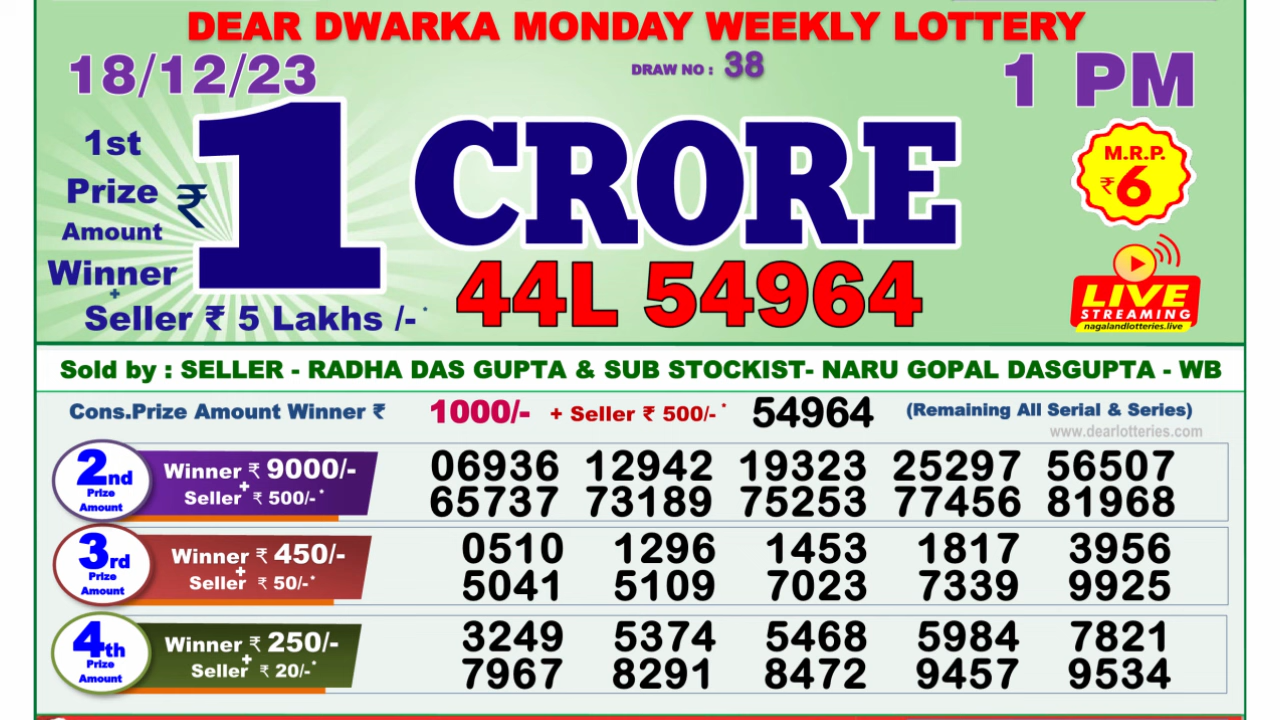 DEAR DWARKA MONDAY WEEKLY LOTTERY
18/12/23
DRAW NO : 38
1 PM
1st
Prize
Amount
Winner
+
Seller ₹ 5 Lakhs /-*
₹ 1 CRORE
44L 54964
M.R.P.
₹6
LIVE
STREAMING
nagalandlotteries.live
Sold by : SELLER - RADHA DAS GUPTA & SUB STOCKIST- NARU GOPAL DASGUPTA - WB
Cons.Prize Amount Winner ₹ 1000/- + Seller ₹ 500/-* 54964 (Remaining All Serial & Series)
www.dearlotteries.com
2nd
Prize
Amount
Winner ₹ 9000/-
+
Seller ₹ 500/-*
06936 12942 19323 25297 56507
65737 73189 75253 77456 81968
3rd
Prize
Amount
Winner ₹ 450/-
+
Seller ₹ 50/-*
0510 1296 1453 1817 3956
5041 5109 7023 7339 9925
4th
Prize
Amount
Winner ₹ 250/-
+
Seller ₹ 20/-*
3249 5374 5468 5984 7821
7967 8291 8472 9457 9534